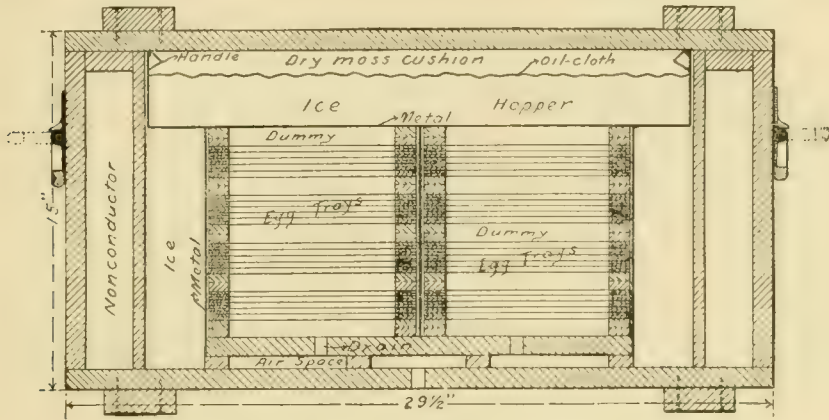 Handle Dry moss cushion Oil-cloth
Ice Hopper
Metal
Dummy
Egg Trays
Dummy
Egg Trays
Nonconductor
Ice
Metal
15"
Drain
Air Space
29½"